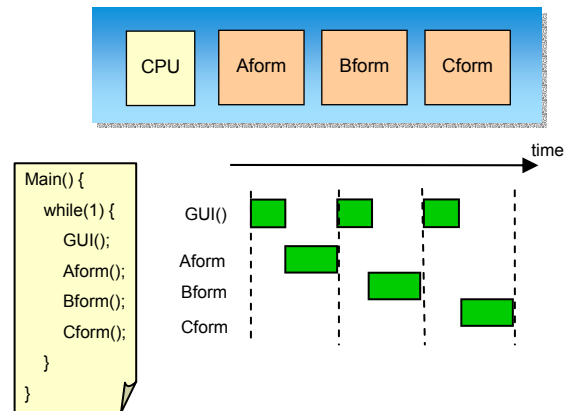 CPU
Aform
Bform
Cform
time
Main() {
while(1) {
GUI();
Aform();
Bform();
Cform();
}
}
GUI()
Aform
Bform
Cform